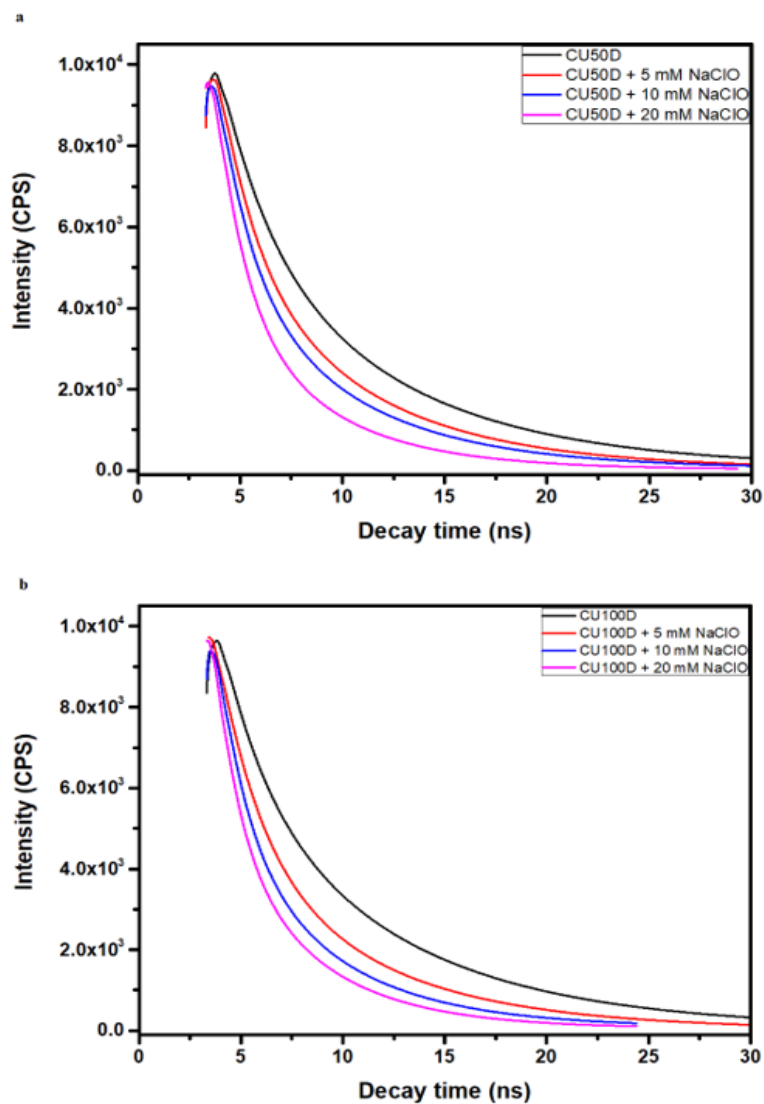 a
1.0x10⁴
8.0x10³
6.0x10³
4.0x10³
2.0x10³
0.0
Intensity (CPS)
CU50D
CU50D + 5 mM NaClO
CU50D + 10 mM NaClO
CU50D + 20 mM NaClO
0 5 10 15 20 25 30
Decay time (ns)
b
1.0x10⁴
8.0x10³
6.0x10³
4.0x10³
2.0x10³
0.0
Intensity (CPS)
CU100D
CU100D + 5 mM NaClO
CU100D + 10 mM NaClO
CU100D + 20 mM NaClO
0 5 10 15 20 25 30
Decay time (ns)